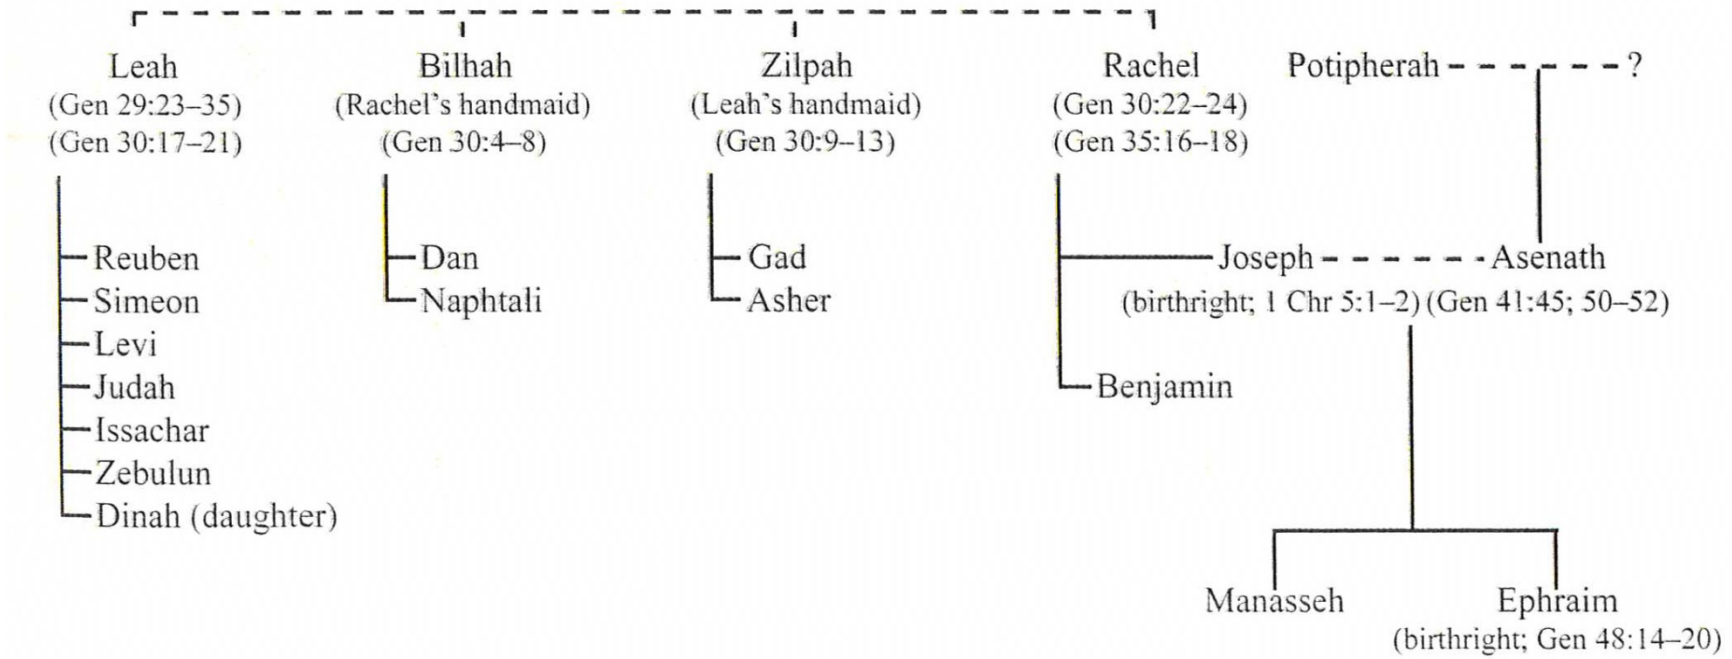 Leah
(Gen 29:23–35)
(Gen 30:17–21)
Reuben
Simeon
Levi
Judah
Issachar
Zebulun
Dinah (daughter)
Bilhah
(Rachel's handmaid)
(Gen 30:4–8)
Dan
Naphtali
Zilpah
(Leah's handmaid)
(Gen 30:9–13)
Gad
Asher
Rachel
(Gen 30:22–24)
(Gen 35:16–18)
Potipherah ?
Joseph Asenath
(birthright; 1 Chr 5:1–2) (Gen 41:45; 50–52)
Benjamin
Manasseh
Ephraim
(birthright; Gen 48:14–20)